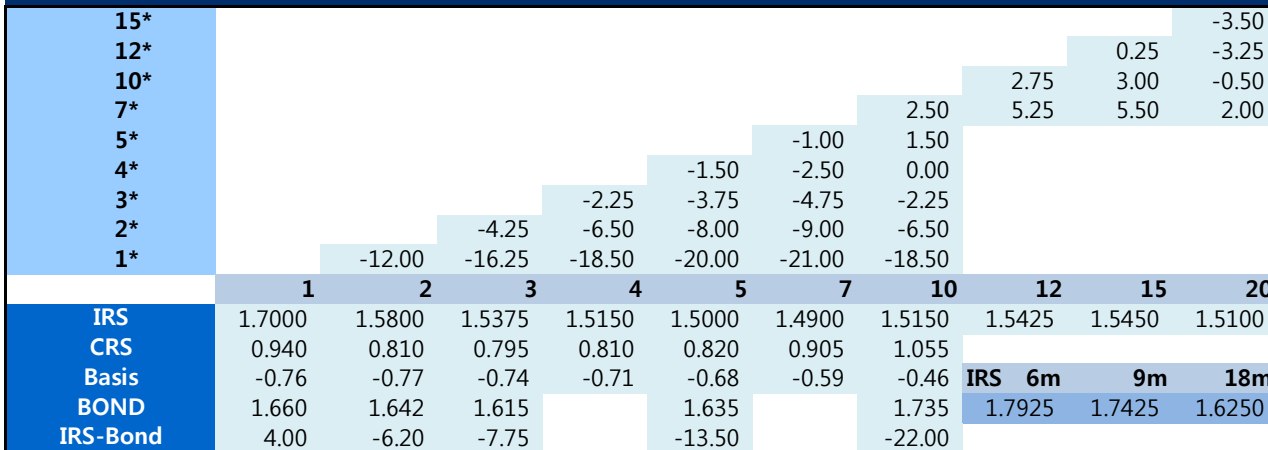 15* -3.50
12* 0.25 -3.25
10* 2.75 3.00 -0.50
7* 2.50 5.25 5.50 2.00
5* -1.00 1.50
4* -1.50 -2.50 0.00
3* -2.25 -3.75 -4.75 -2.25
2* -4.25 -6.50 -8.00 -9.00 -6.50
1* -12.00 -16.25 -18.50 -20.00 -21.00 -18.50
1 2 3 4 5 7 10 12 15 20
IRS 1.7000 1.5800 1.5375 1.5150 1.5000 1.4900 1.5150 1.5425 1.5450 1.5100
CRS 0.940 0.810 0.795 0.810 0.820 0.905 1.055
Basis -0.76 -0.77 -0.74 -0.71 -0.68 -0.59 -0.46 IRS 6m 9m 18m
BOND 1.660 1.642 1.615 1.635 1.735 1.7925 1.7425 1.6250
IRS-Bond 4.00 -6.20 -7.75 -13.50 -22.00